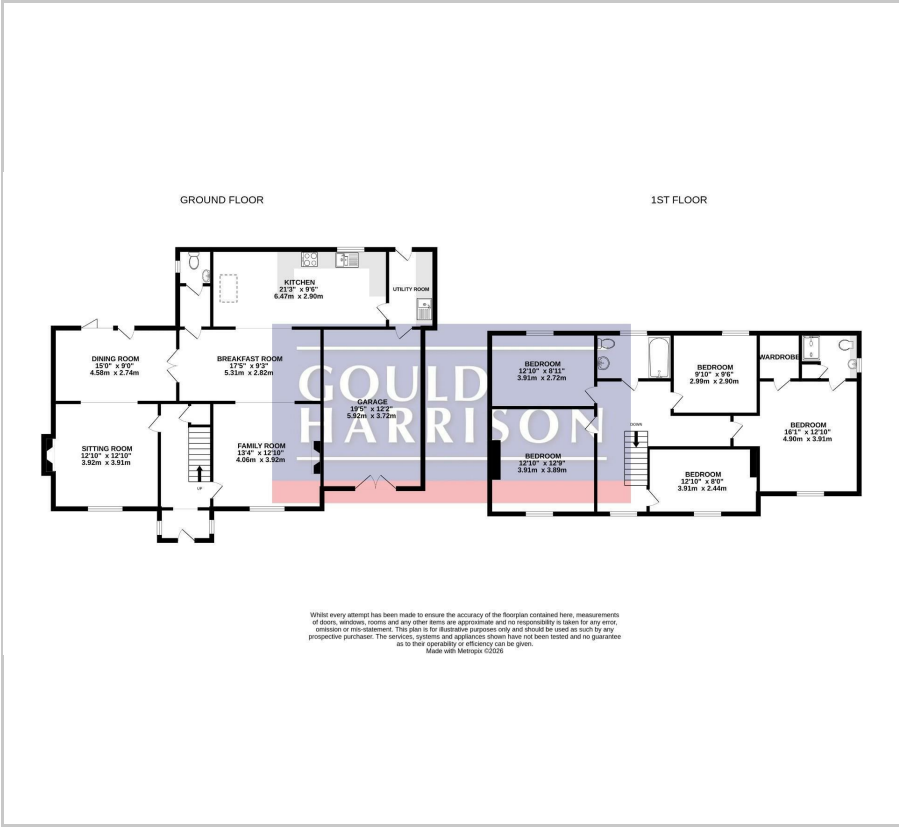 GROUND FLOOR
KITCHEN
21'3" x 9'6"
6.47m x 2.90m
UTILITY ROOM
DINING ROOM
15'0" x 9'0"
4.58m x 2.74m
BREAKFAST ROOM
17'5" x 9'3"
5.31m x 2.82m
GARAGE
19'5" x 12'2"
5.92m x 3.72m
SITTING ROOM
12'10" x 12'10"
3.92m x 3.91m
FAMILY ROOM
13'4" x 12'10"
4.06m x 3.92m
UP
GOULD
HARRISON
1ST FLOOR
BEDROOM
12'10" x 8'11"
3.91m x 2.72m
BEDROOM
9'10" x 9'6"
2.99m x 2.90m
WARDROBE
BEDROOM
16'1" x 12'10"
4.90m x 3.91m
DOWN
BEDROOM
12'10" x 12'9"
3.91m x 3.89m
BEDROOM
12'10" x 8'0"
3.91m x 2.44m
Whilst every attempt has been made to ensure the accuracy of the floorplan contained here, measurements
of doors, windows, rooms and any other items are approximate and no responsibility is taken for any error,
omission or mis-statement. This plan is for illustrative purposes only and should be used as such by any
prospective purchaser. The services, systems and appliances shown have not been tested and no guarantee
as to their operability or efficiency can be given.
Made with Metropix ©2026